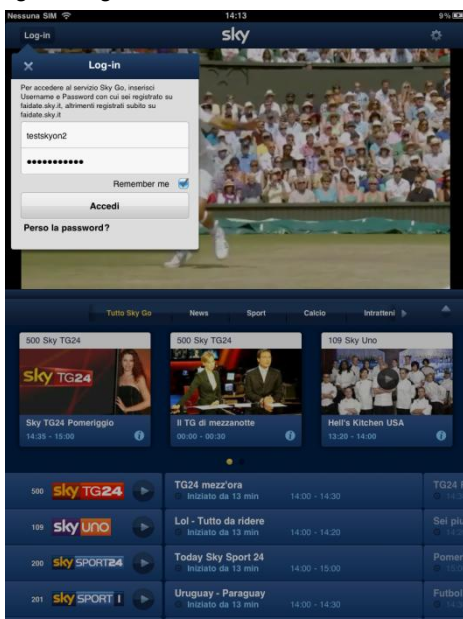 Nessuna SIM 14:13 9%
Log-in sky
Log-in
Per accedere al servizio Sky Go, inserisci
Username e Password con cui sei registrato su
faidate.sky.it, altrimenti registrati subito su
faidate.sky.it
testskyon2
•••••••••••
Remember me
Accedi
Perso la password?
Tutto Sky Go News Sport Calcio Intratteni
500 Sky TG24
sky TG24
Sky TG24 Pomeriggio
14:35 - 15:00
500 Sky TG24
Il TG di mezzanotte
00:00 - 00:30
109 Sky Uno
Hell's Kitchen USA
13:20 - 14:00
500 sky TG24
TG24 mezz'ora
Iniziato da 13 min 14:00 - 14:30
TG24
109 sky uno
Lol - Tutto da ridere
Iniziato da 13 min 14:00 - 14:20
Sei piu
200 sky SPORT24
Today Sky Sport 24
Iniziato da 13 min 14:00 - 15:00
Pomer
201 sky SPORT 1
Uruguay - Paraguay
Iniziato da 13 min 14:00 - 14:30
Futbol